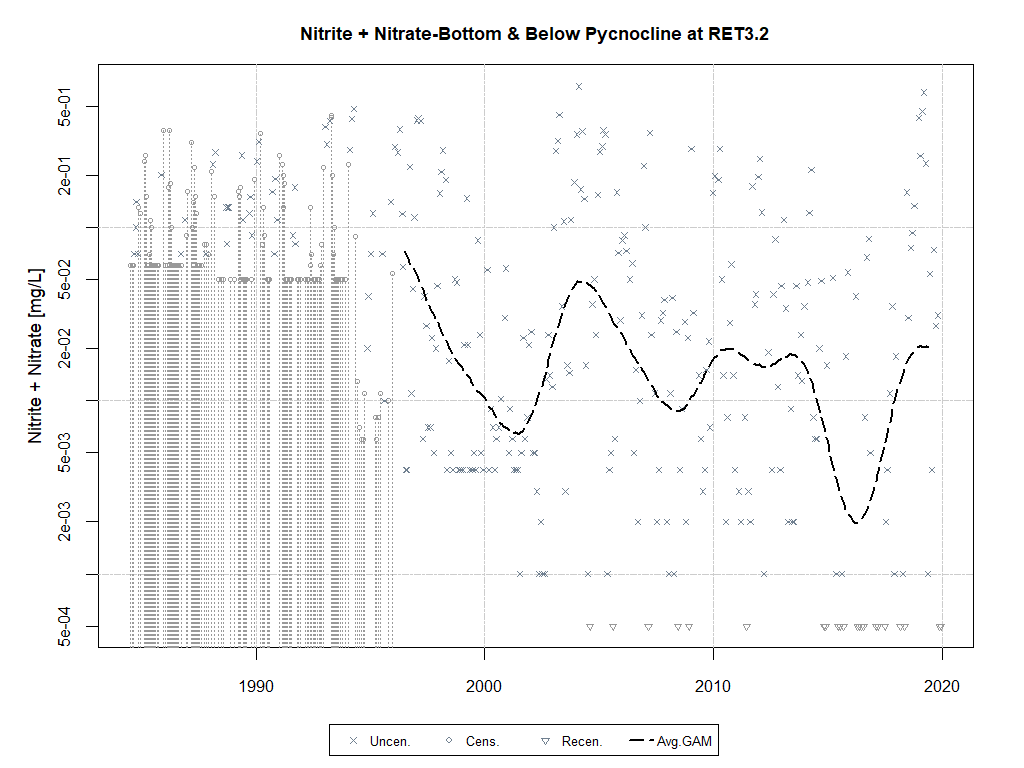 Nitrite + Nitrate-Bottom & Below Pycnocline at RET3.2
Nitrite + Nitrate [mg/L]
5e-01
2e-01
5e-02
2e-02
5e-03
2e-03
5e-04
1990 2000 2010 2020
Uncen. Cens. Recen. Avg.GAM